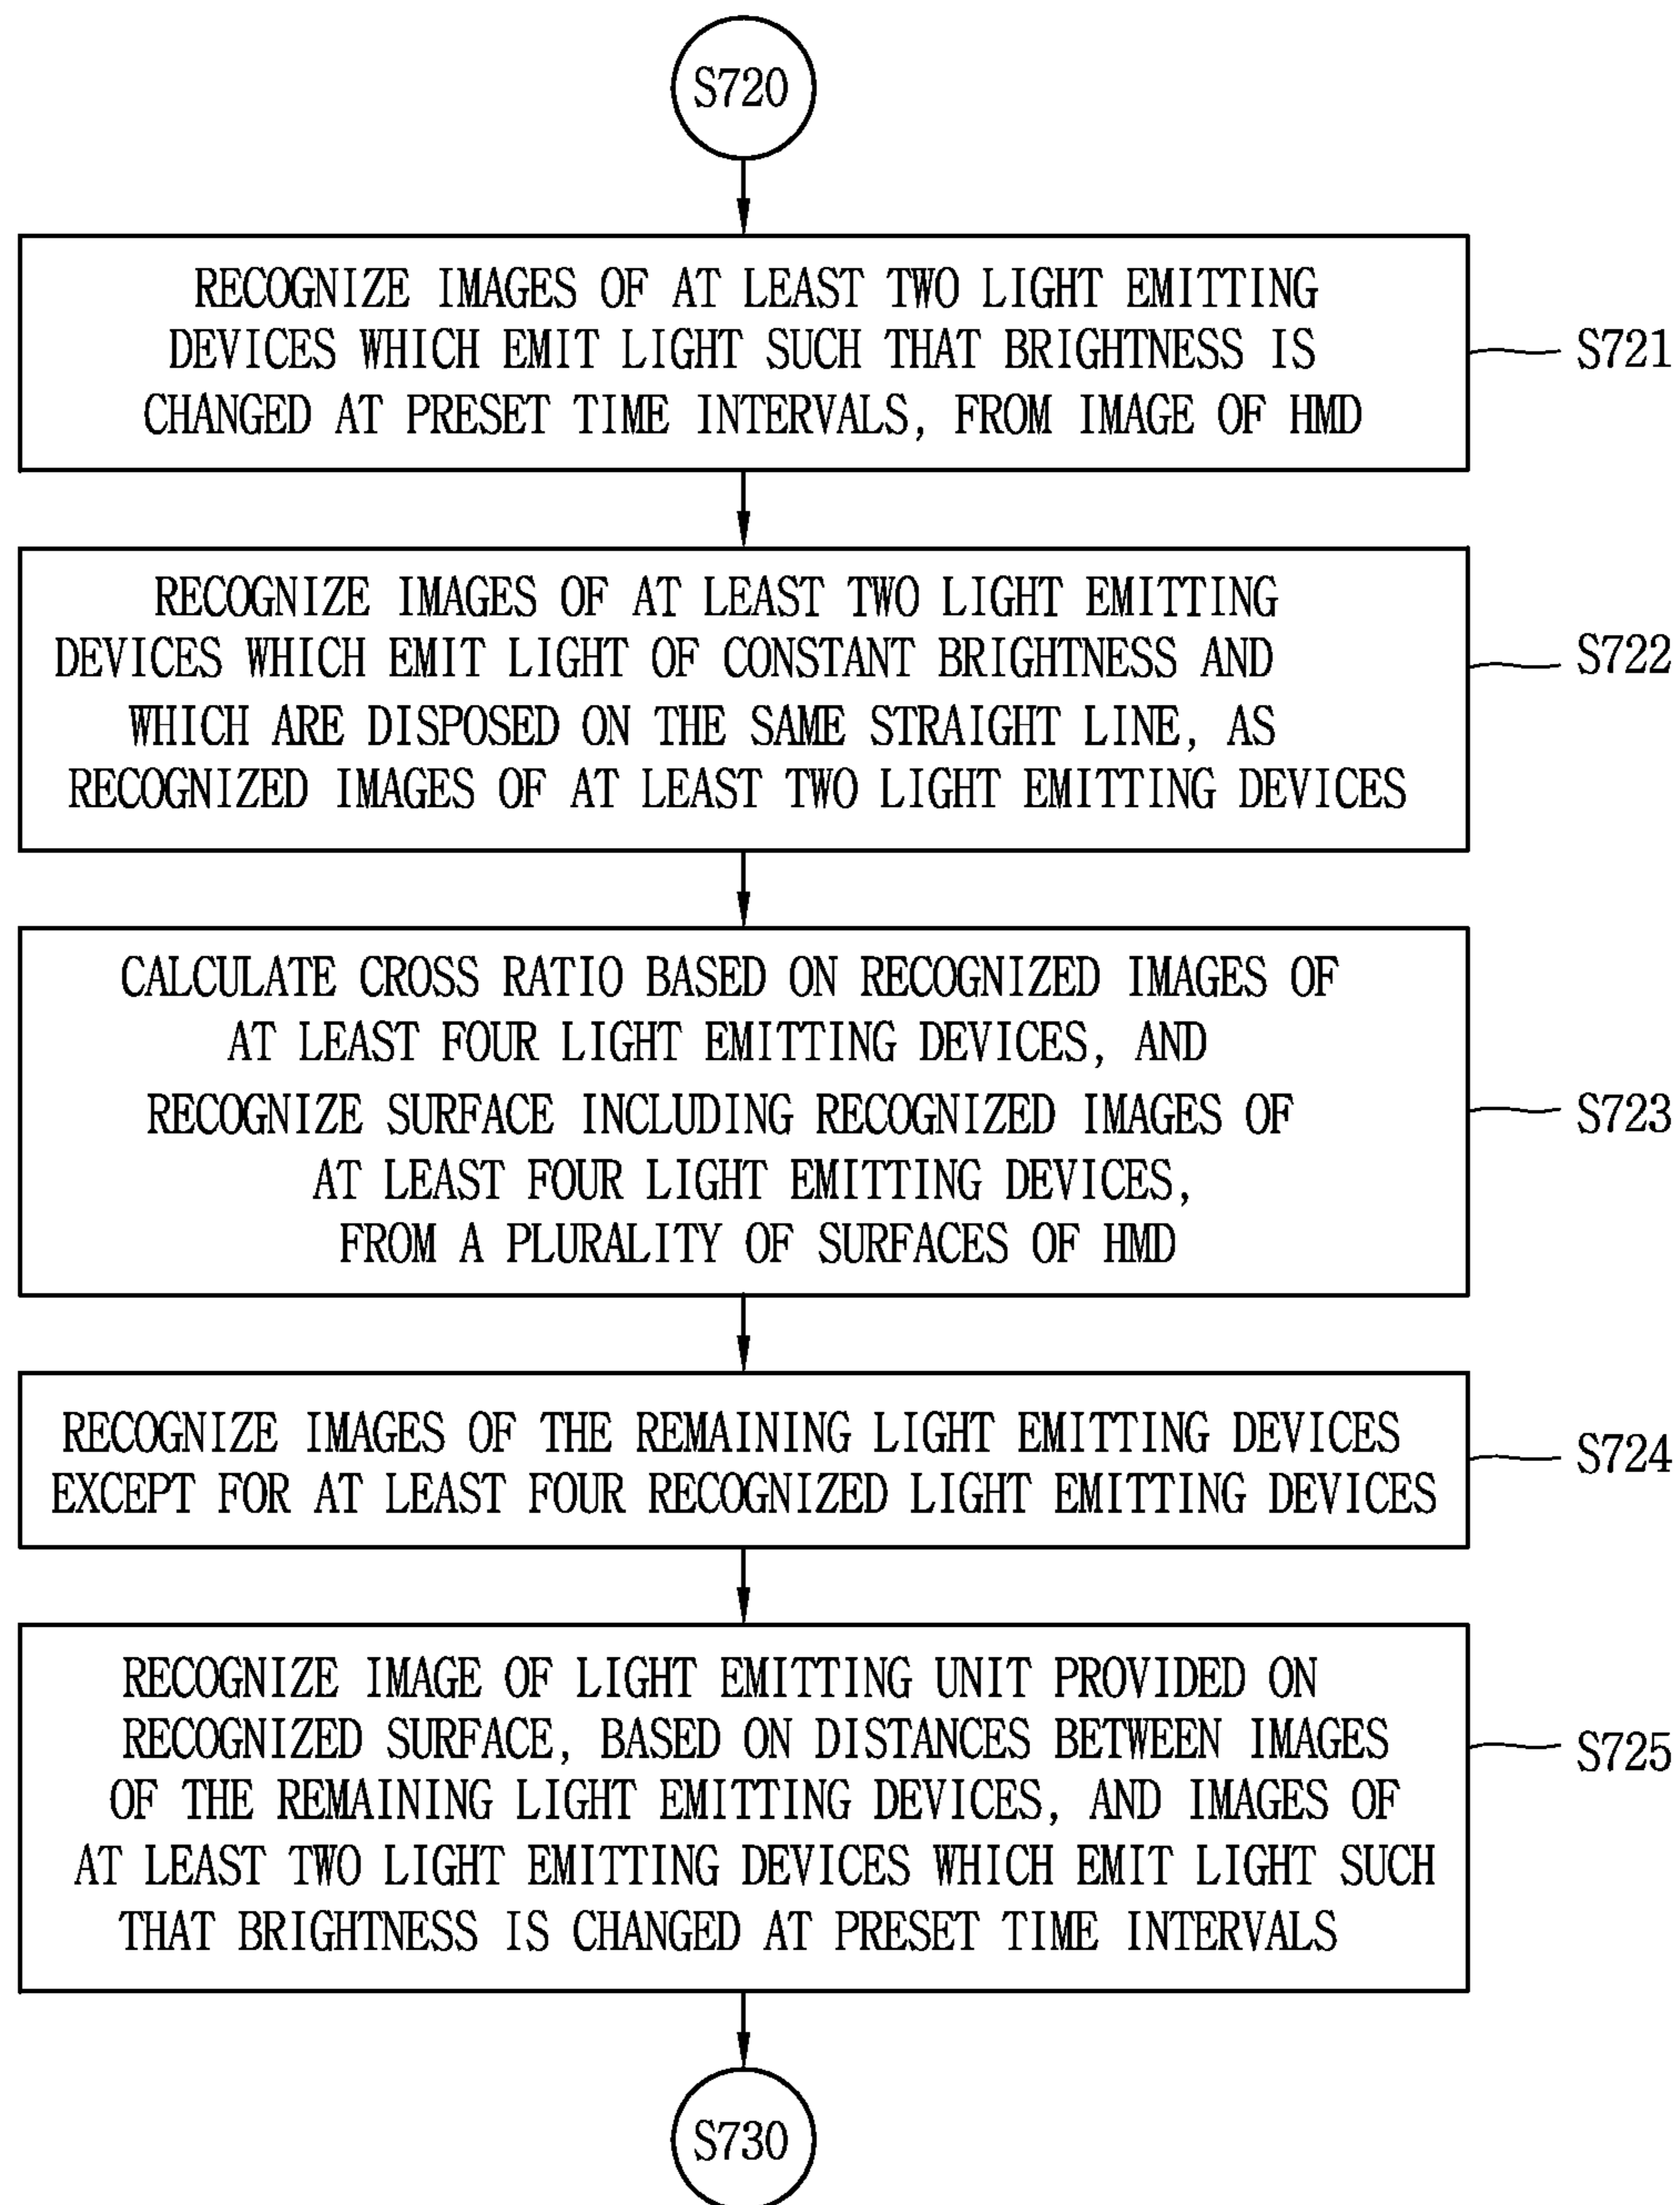 S720
RECOGNIZE IMAGES OF AT LEAST TWO LIGHT EMITTING
DEVICES WHICH EMIT LIGHT SUCH THAT BRIGHTNESS IS
CHANGED AT PRESET TIME INTERVALS, FROM IMAGE OF HMD
S721
RECOGNIZE IMAGES OF AT LEAST TWO LIGHT EMITTING
DEVICES WHICH EMIT LIGHT OF CONSTANT BRIGHTNESS AND
WHICH ARE DISPOSED ON THE SAME STRAIGHT LINE, AS
RECOGNIZED IMAGES OF AT LEAST TWO LIGHT EMITTING DEVICES
S722
CALCULATE CROSS RATIO BASED ON RECOGNIZED IMAGES OF
AT LEAST FOUR LIGHT EMITTING DEVICES, AND
RECOGNIZE SURFACE INCLUDING RECOGNIZED IMAGES OF
AT LEAST FOUR LIGHT EMITTING DEVICES,
FROM A PLURALITY OF SURFACES OF HMD
S723
RECOGNIZE IMAGES OF THE REMAINING LIGHT EMITTING DEVICES
EXCEPT FOR AT LEAST FOUR RECOGNIZED LIGHT EMITTING DEVICES
S724
RECOGNIZE IMAGE OF LIGHT EMITTING UNIT PROVIDED ON
RECOGNIZED SURFACE, BASED ON DISTANCES BETWEEN IMAGES
OF THE REMAINING LIGHT EMITTING DEVICES, AND IMAGES OF
AT LEAST TWO LIGHT EMITTING DEVICES WHICH EMIT LIGHT SUCH
THAT BRIGHTNESS IS CHANGED AT PRESET TIME INTERVALS
S725
S730